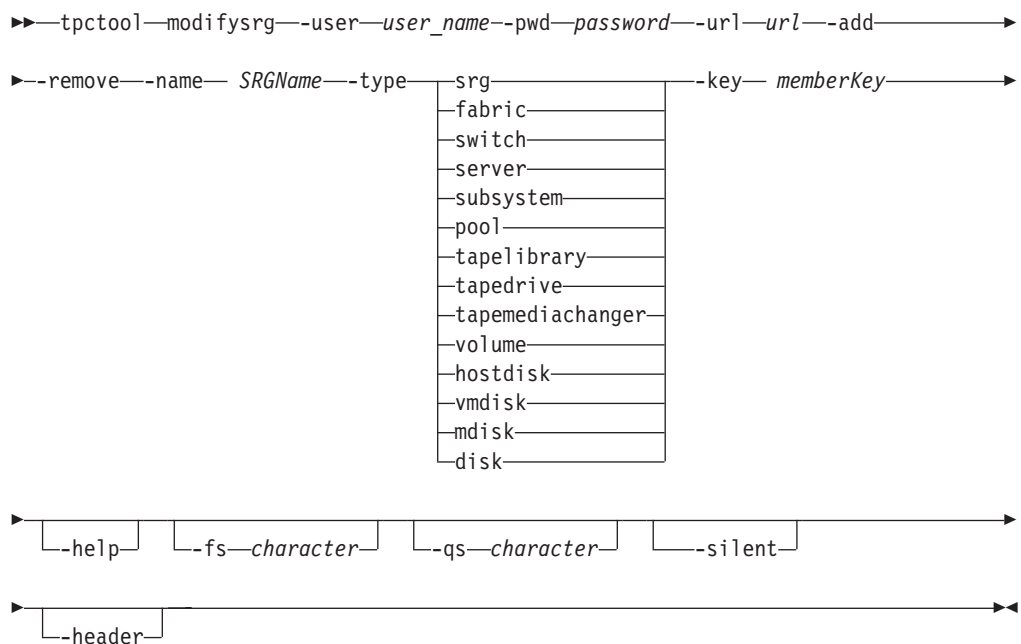 tpctool modifysrg -user user_name -pwd password -url url -add
-remove -name SRGName -type srg -key memberKey
fabric
switch
server
subsystem
pool
tapelibrary
tapedrive
tapemediachanger
volume
hostdisk
vmdisk
mdisk
disk
-help -fs character -qs character -silent
-header